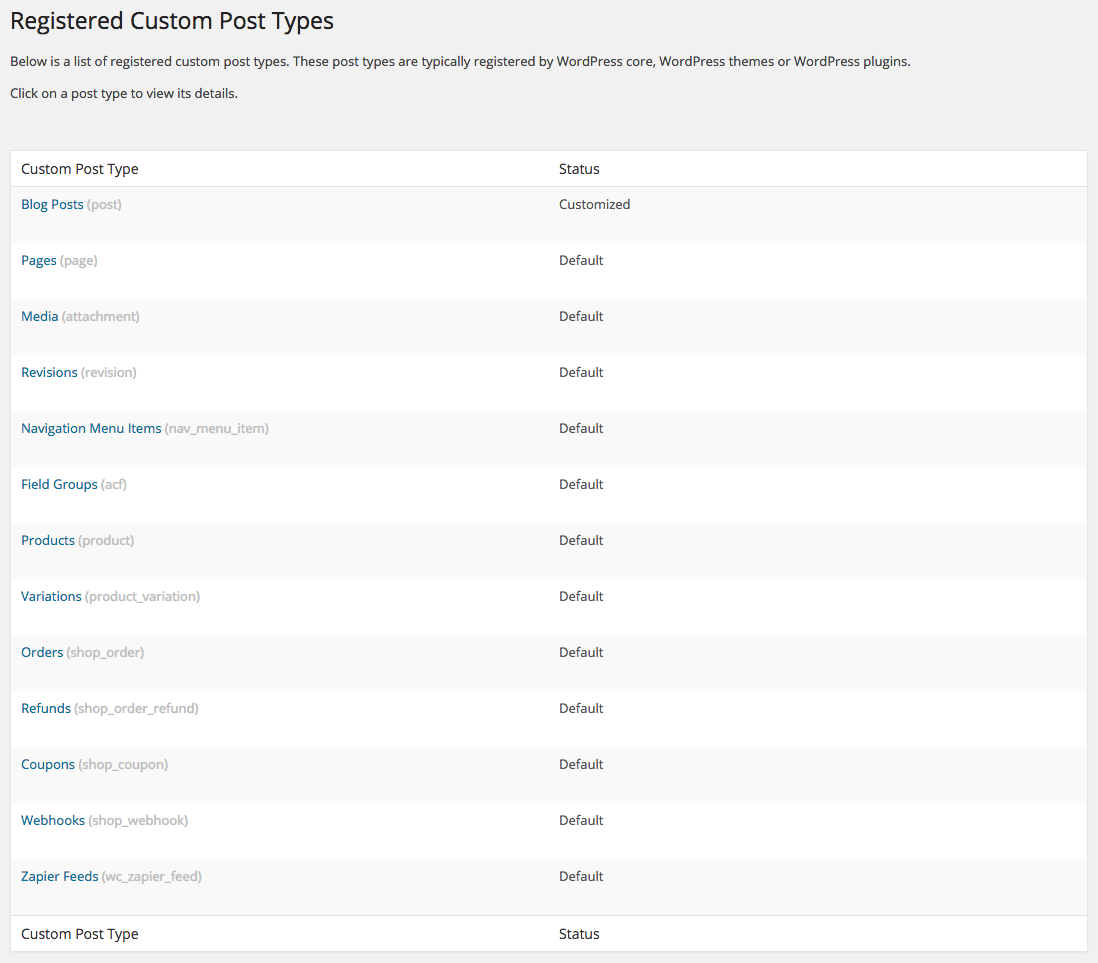 Registered Custom Post Types
Below is a list of registered custom post types. These post types are typically registered by WordPress core, WordPress themes or WordPress plugins.
Click on a post type to view its details.
Custom Post Type Status
Blog Posts (post) Customized
Pages (page) Default
Media (attachment) Default
Revisions (revision) Default
Navigation Menu Items (nav_menu_item) Default
Field Groups (acf) Default
Products (product) Default
Variations (product_variation) Default
Orders (shop_order) Default
Refunds (shop_order_refund) Default
Coupons (shop_coupon) Default
Webhooks (shop_webhook) Default
Zapier Feeds (wc_zapier_feed) Default
Custom Post Type Status